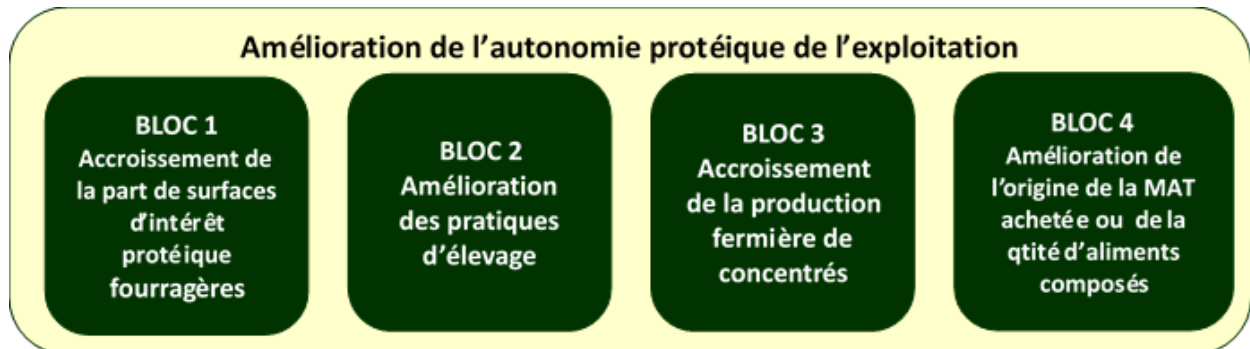 Amélioration de l'autonomie protéique de l'exploitation
BLOC 1
Accroissement de
la part de surfaces
d'intérêt
protéique
fourragères
BLOC 2
Amélioration
des pratiques
d'élevage
BLOC 3
Accroissement
de la production
fermière de
concentrés
BLOC 4
Amélioration de
l'origine de la MAT
achetée ou de la
qtité d'aliments
composés